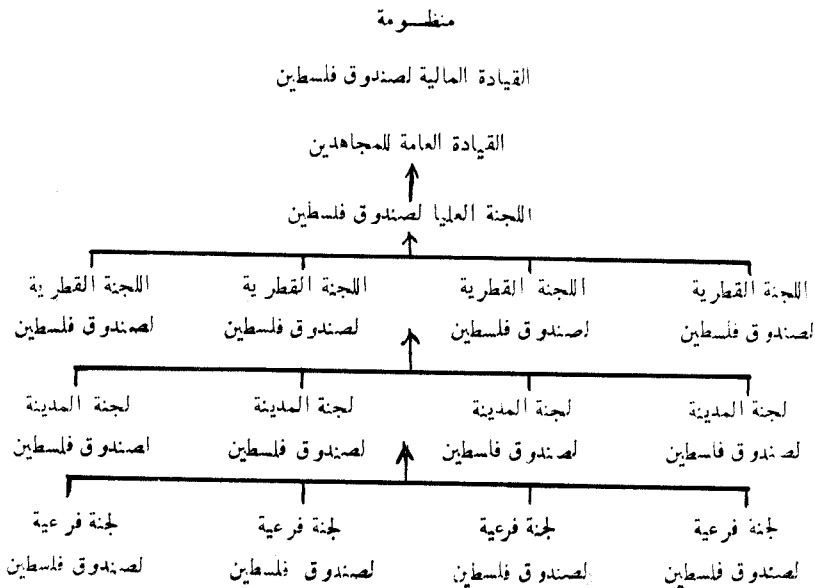 منظومة
القيادة المالية لصندوق فلسطين
القيادة العامة للمجاهدين
اللجنة العليا لصندوق فلسطين
اللجنة القطرية اللجنة القطرية اللجنة القطرية اللجنة القطرية
لصندوق فلسطين لصندوق فلسطين لصندوق فلسطين لصندوق فلسطين
لجنة المدينة لجنة المدينة لجنة المدينة لجنة المدينة
لصندوق فلسطين لصندوق فلسطين لصندوق فلسطين لصندوق فلسطين
لجنة فرعية لجنة فرعية لجنة فرعية لجنة فرعية
لصندوق فلسطين لصندوق فلسطين لصندوق فلسطين لصندوق فلسطين